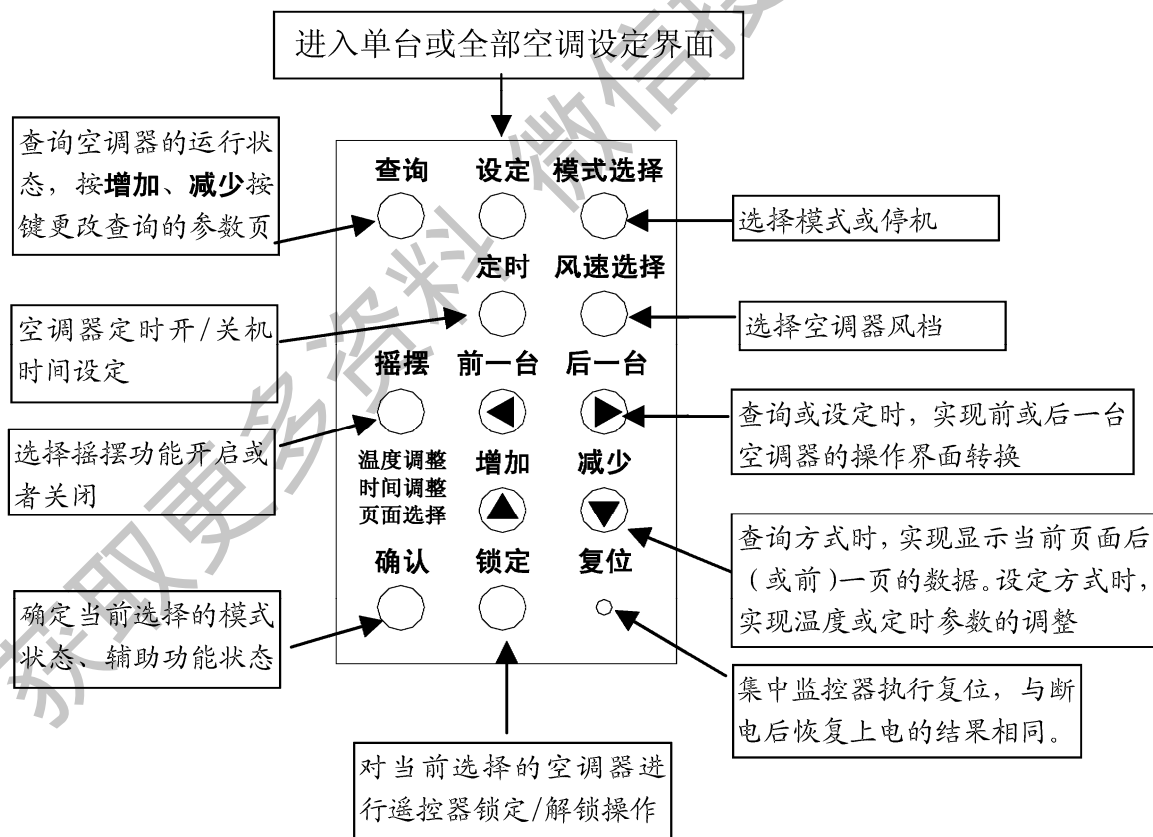 进入单台或全部空调设定界面
查询空调器的运行状
态，按增加、减少按
键更改查询的参数页
空调器定时开/关机
时间设定
选择摇摆功能开启或
者关闭
确定当前选择的模式
状态、辅助功能状态
查询 设定 模式选择
定时 风速选择
摇摆 前一台 后一台
温度调整
时间调整
页面选择
增加 减少
确认 锁定 复位
选择模式或停机
选择空调器风档
查询或设定时，实现前或后一台
空调器的操作界面转换
查询方式时，实现显示当前页面后
（或前）一页的数据。设定方式时，
实现温度或定时参数的调整
集中监控器执行复位，与断
电后恢复上电的结果相同。
对当前选择的空调器进
行遥控器锁定/解锁操作
获取更多资料 微信搜